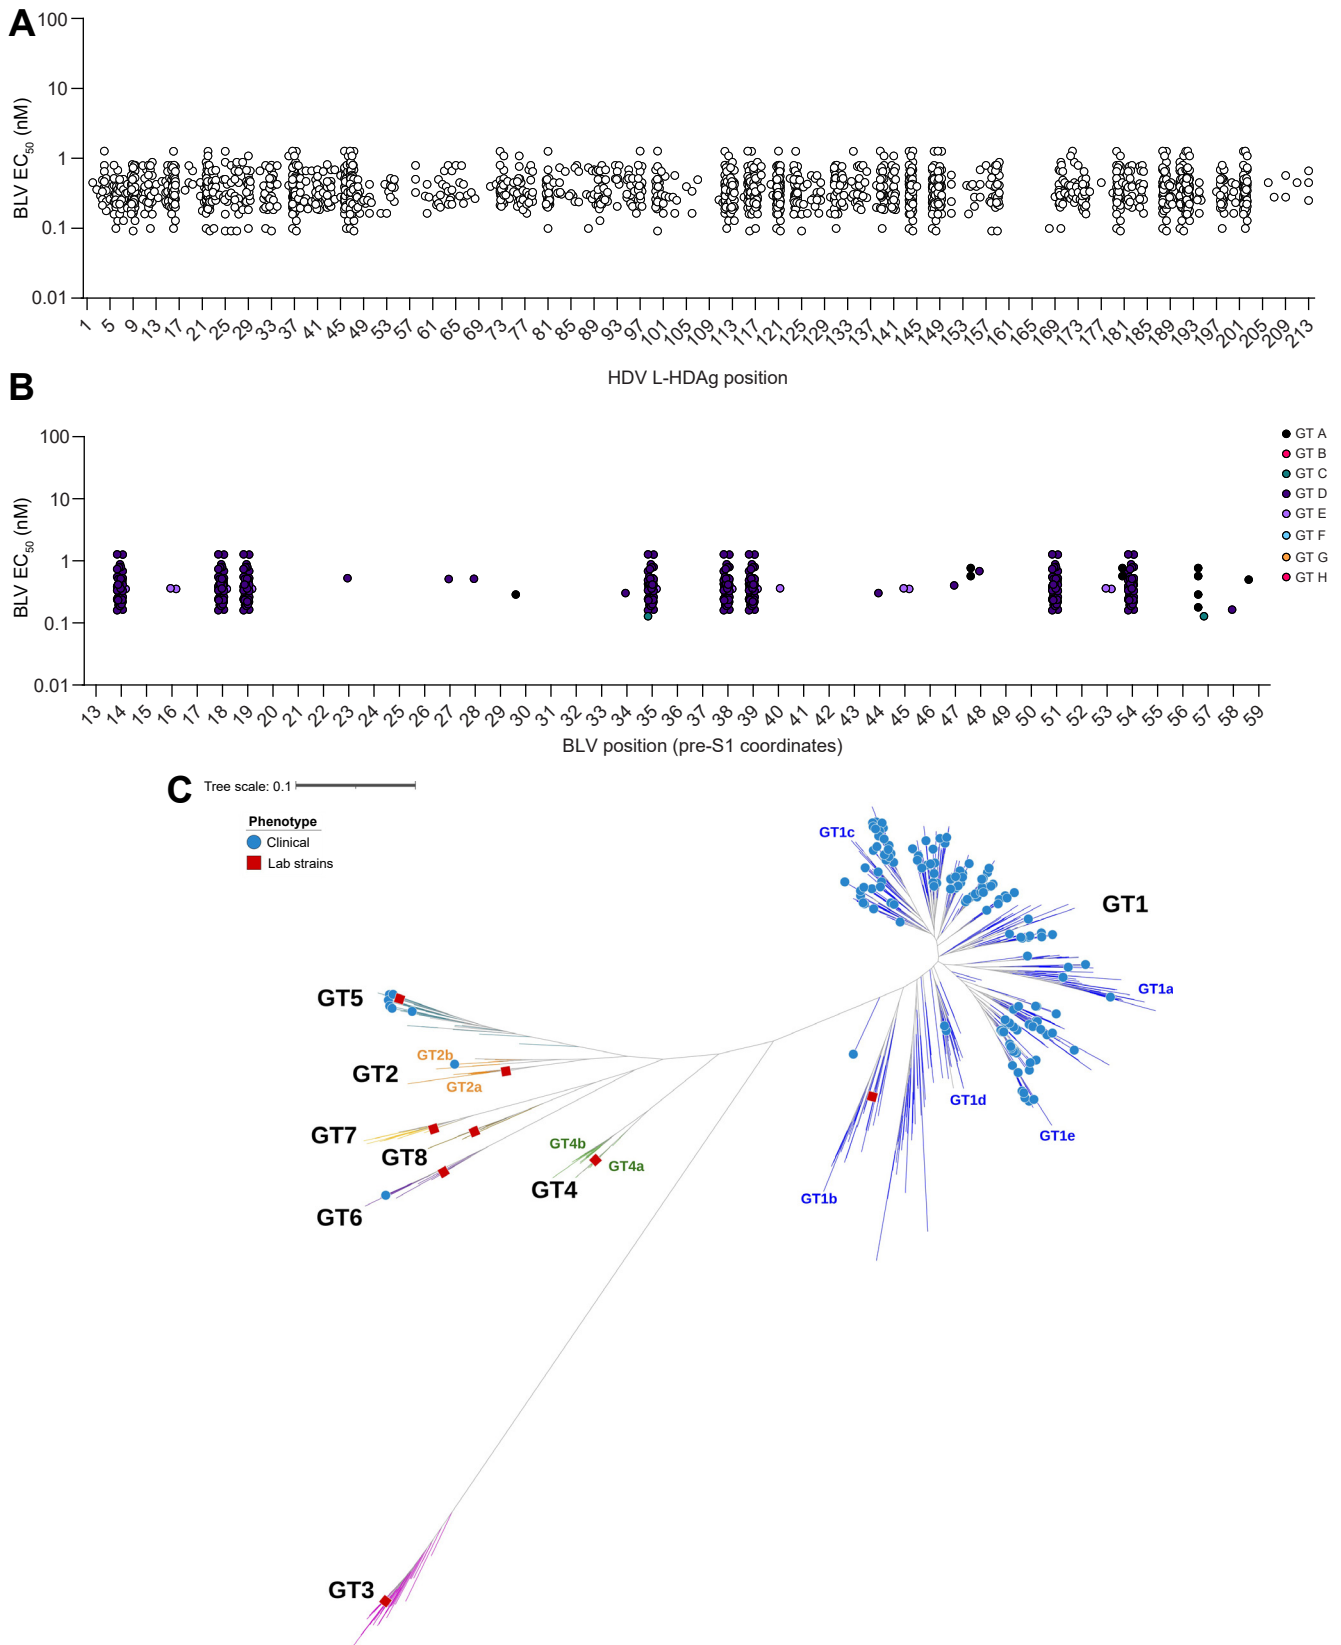 A
100
10
1
0.1
0.01
BLV EC50 (nM)
1 5 9 13 17 21 25 29 33 37 41 45 49 53 57 61 65 69 73 77 81 85 89 93 97 101 105 109 113 117 121 125 129 133 137 141 145 149 153 157 161 165 169 173 177 181 185 189 193 197 201 205 209 213
HDV L-HDAg position
B
100
10
1
0.1
0.01
BLV EC50 (nM)
13 14 15 16 17 18 19 20 21 22 23 24 25 26 27 28 29 30 31 32 33 34 35 36 37 38 39 40 41 42 43 44 45 46 47 48 49 50 51 52 53 54 55 56 57 58 59
BLV position (pre-S1 coordinates)
GT A
GT B
GT C
GT D
GT E
GT F
GT G
GT H
C
Tree scale: 0.1
Phenotype
Clinical
Lab strains
GT1c
GT1
GT1a
GT5
GT2b
GT2
GT2a
GT1d
GT7
GT1e
GT8
GT4b
GT4a
GT4
GT1b
GT6
GT3